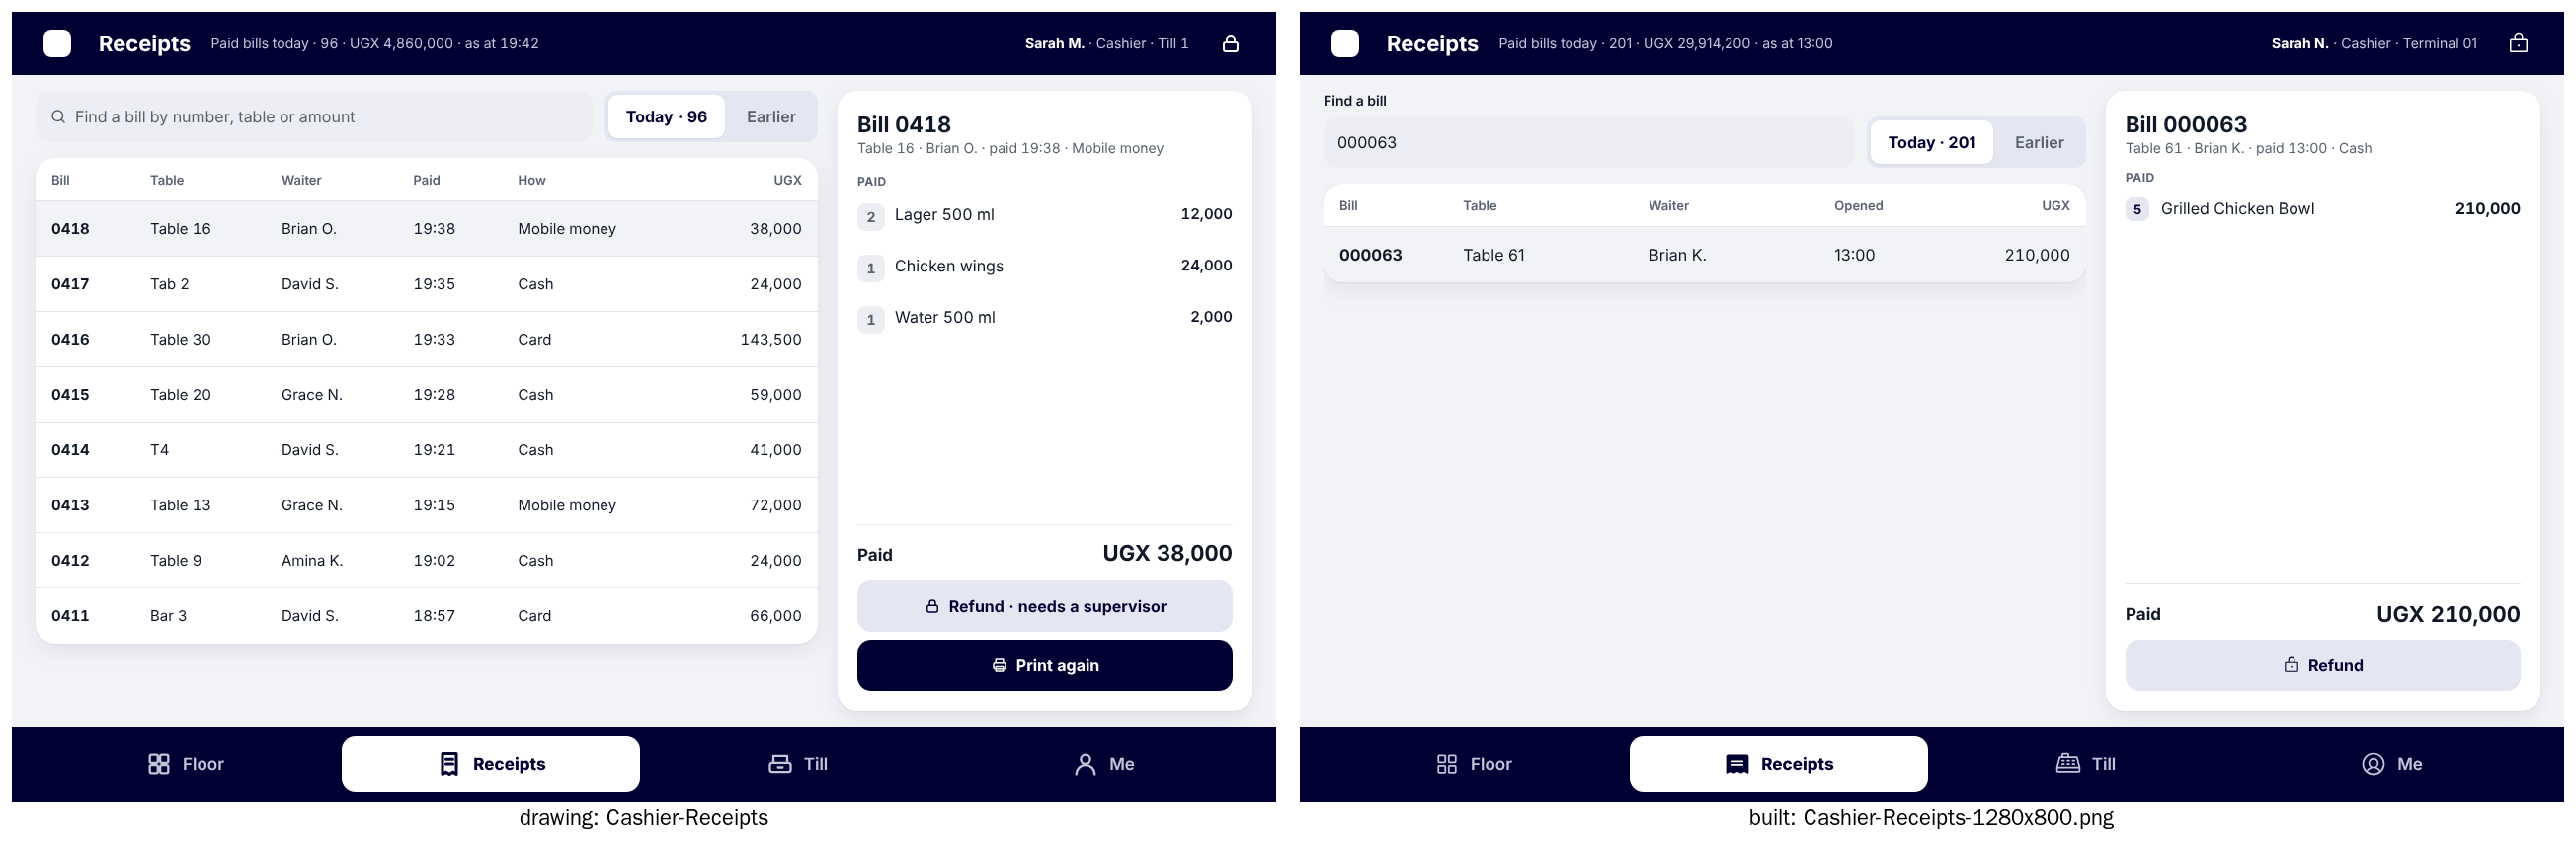 Receipts Paid bills today · 96 · UGX 4,860,000 · as at 19:42 Sarah M. · Cashier · Till 1
Find a bill by number, table or amount Today · 96 Earlier
Bill Table Waiter Paid How UGX
0418 Table 16 Brian O. 19:38 Mobile money 38,000
0417 Tab 2 David S. 19:35 Cash 24,000
0416 Table 30 Brian O. 19:33 Card 143,500
0415 Table 20 Grace N. 19:28 Cash 59,000
0414 T4 David S. 19:21 Cash 41,000
0413 Table 13 Grace N. 19:15 Mobile money 72,000
0412 Table 9 Amina K. 19:02 Cash 24,000
0411 Bar 3 David S. 18:57 Card 66,000
Bill 0418
Table 16 · Brian O. · paid 19:38 · Mobile money
PAID
2 Lager 500 ml 12,000
1 Chicken wings 24,000
1 Water 500 ml 2,000
Paid UGX 38,000
Refund · needs a supervisor
Print again
Floor Receipts Till Me
drawing: Cashier-Receipts
Receipts Paid bills today · 201 · UGX 29,914,200 · as at 13:00 Sarah N. · Cashier · Terminal 01
Find a bill
000063 Today · 201 Earlier
Bill Table Waiter Opened UGX
000063 Table 61 Brian K. 13:00 210,000
Bill 000063
Table 61 · Brian K. · paid 13:00 · Cash
PAID
5 Grilled Chicken Bowl 210,000
Paid UGX 210,000
Refund
Floor Receipts Till Me
built: Cashier-Receipts-1280x800.png